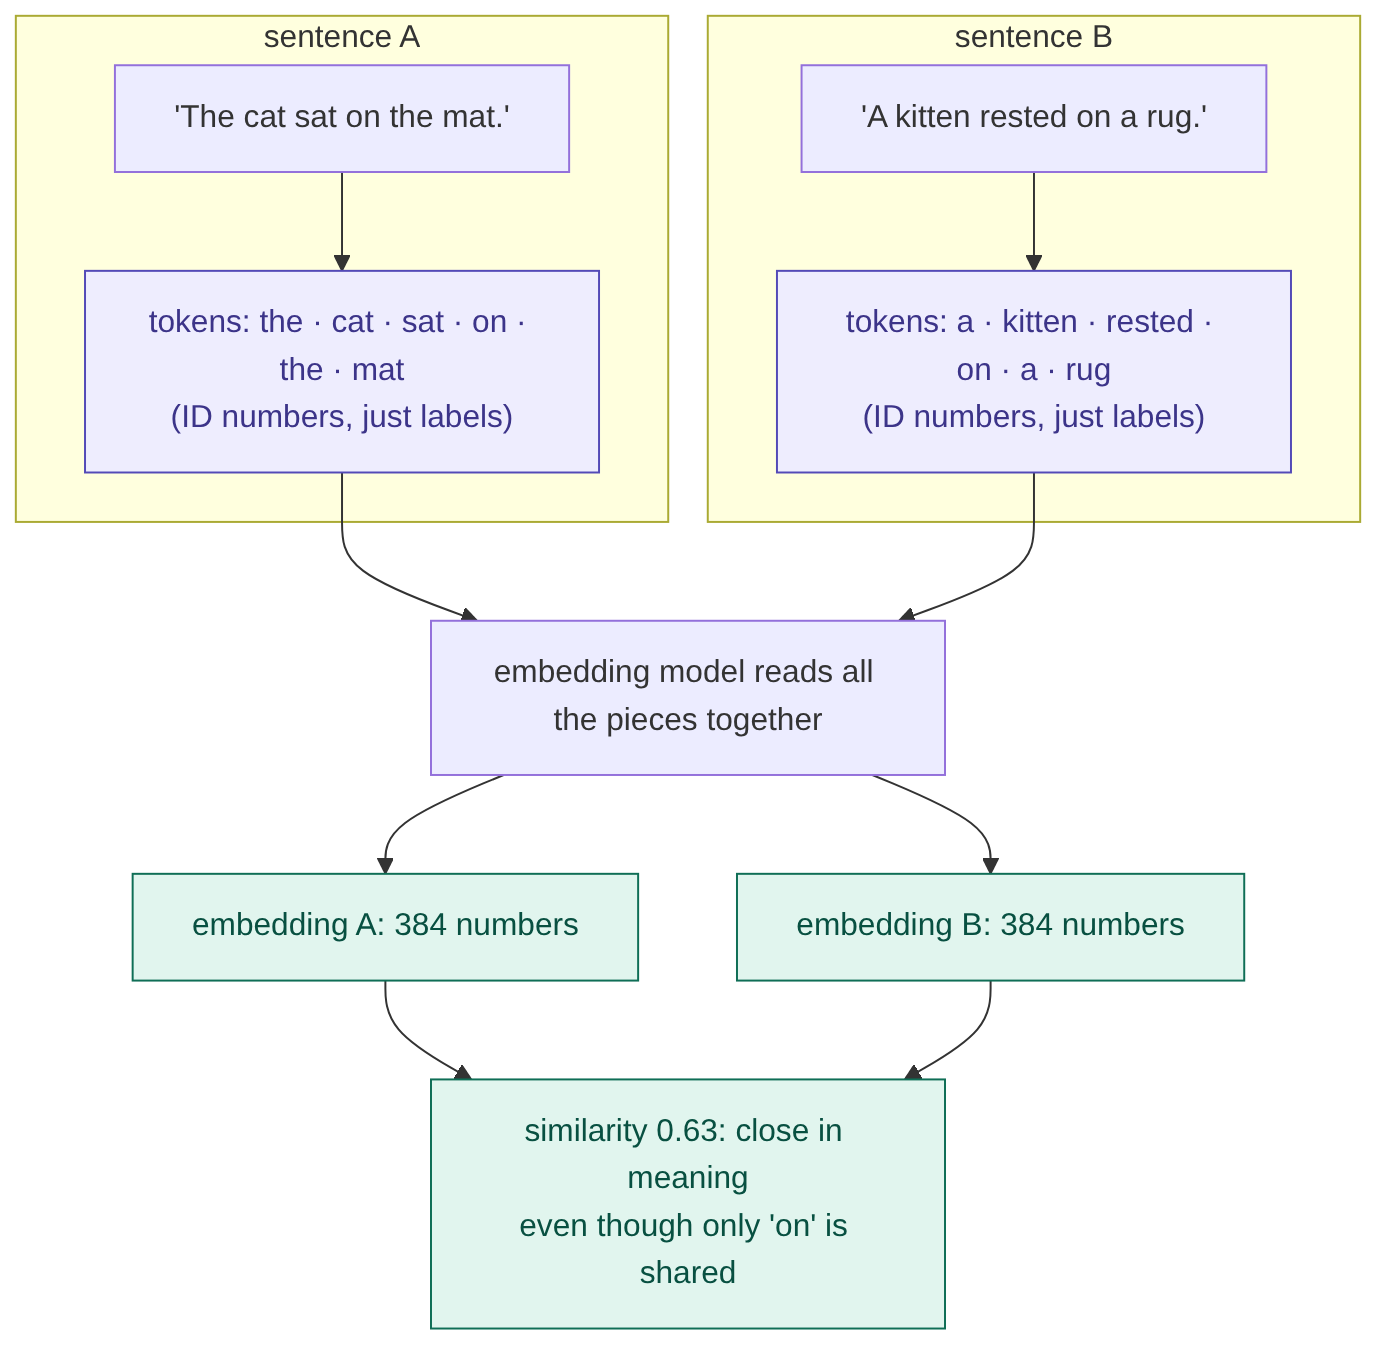 sentence A
'The cat sat on the mat.'
tokens: the · cat · sat · on ·
the · mat
(ID numbers, just labels)
sentence B
'A kitten rested on a rug.'
tokens: a · kitten · rested ·
on · a · rug
(ID numbers, just labels)
embedding model reads all
the pieces together
embedding A: 384 numbers
embedding B: 384 numbers
similarity 0.63: close in
meaning
even though only 'on' is
shared